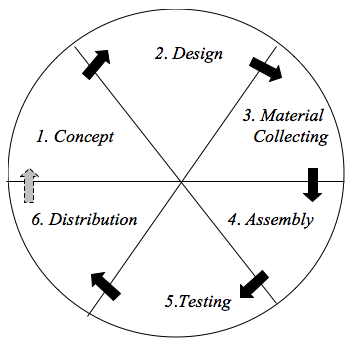 1. Concept
2. Design
3. Material
Collecting
4. Assembly
5.Testing
6. Distribution